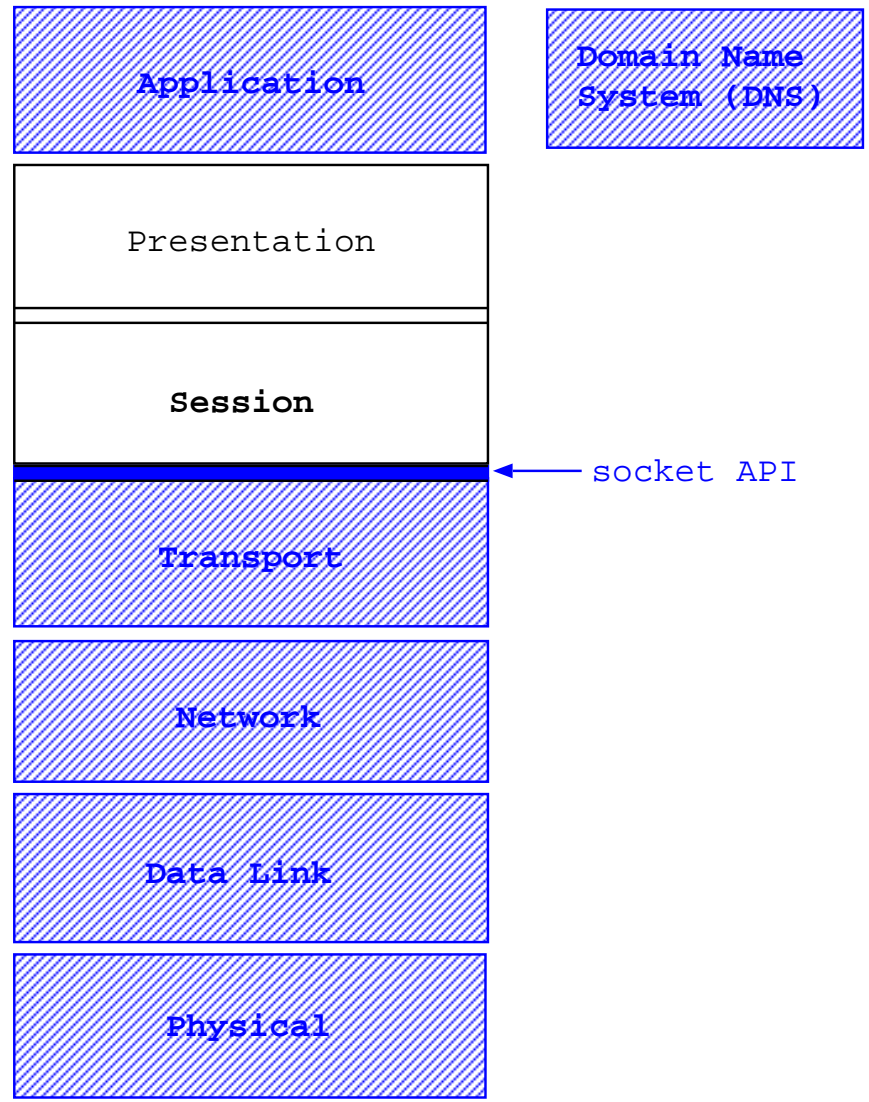 Application
Domain Name
System (DNS)
Presentation
Session
socket API
Transport
Network
Data Link
Physical